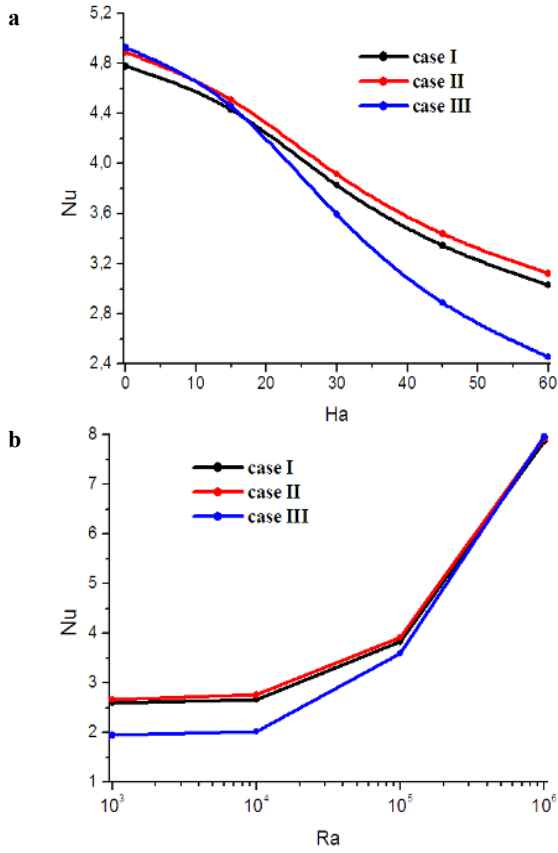 a
5,2
4,8
4,4
4,0
3,6
3,2
2,8
2,4
Nu
case I
case II
case III
0 10 20 30 40 50 60
Ha
b
8
7
6
5
4
3
2
1
Nu
case I
case II
case III
10³ 10⁴ 10⁵ 10⁶
Ra